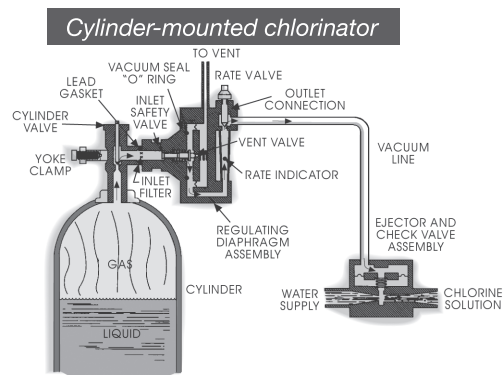 Cylinder-mounted chlorinator
TO VENT
VACUUM SEAL
"O" RING
RATE VALVE
LEAD
GASKET
INLET
SAFETY
VALVE
OUTLET
CONNECTION
CYLINDER
VALVE
VENT VALVE
VACUUM
LINE
YOKE
CLAMP
INLET
FILTER
RATE INDICATOR
REGULATING
DIAPHRAGM
ASSEMBLY
EJECTOR AND
CHECK VALVE
ASSEMBLY
GAS
CYLINDER
WATER
SUPPLY
CHLORINE
SOLUTION
LIQUID